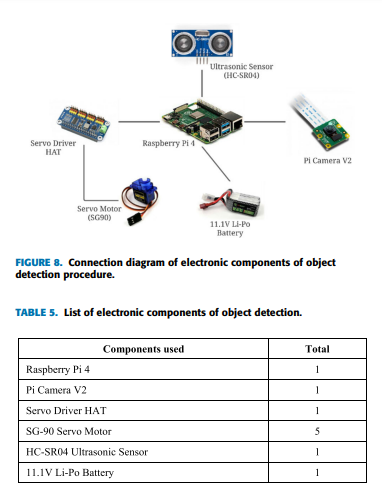 Ultrasonic Sensor
(HC-SR04)
Servo Driver
HAT
Raspberry Pi 4
Pi Camera V2
Servo Motor
(SG90)
11.1V Li-Po
Battery
FIGURE 8. Connection diagram of electronic components of object
detection procedure.
TABLE 5. List of electronic components of object detection.
Components used Total
Raspberry Pi 4 1
Pi Camera V2 1
Servo Driver HAT 1
SG-90 Servo Motor 5
HC-SR04 Ultrasonic Sensor 1
11.1V Li-Po Battery 1